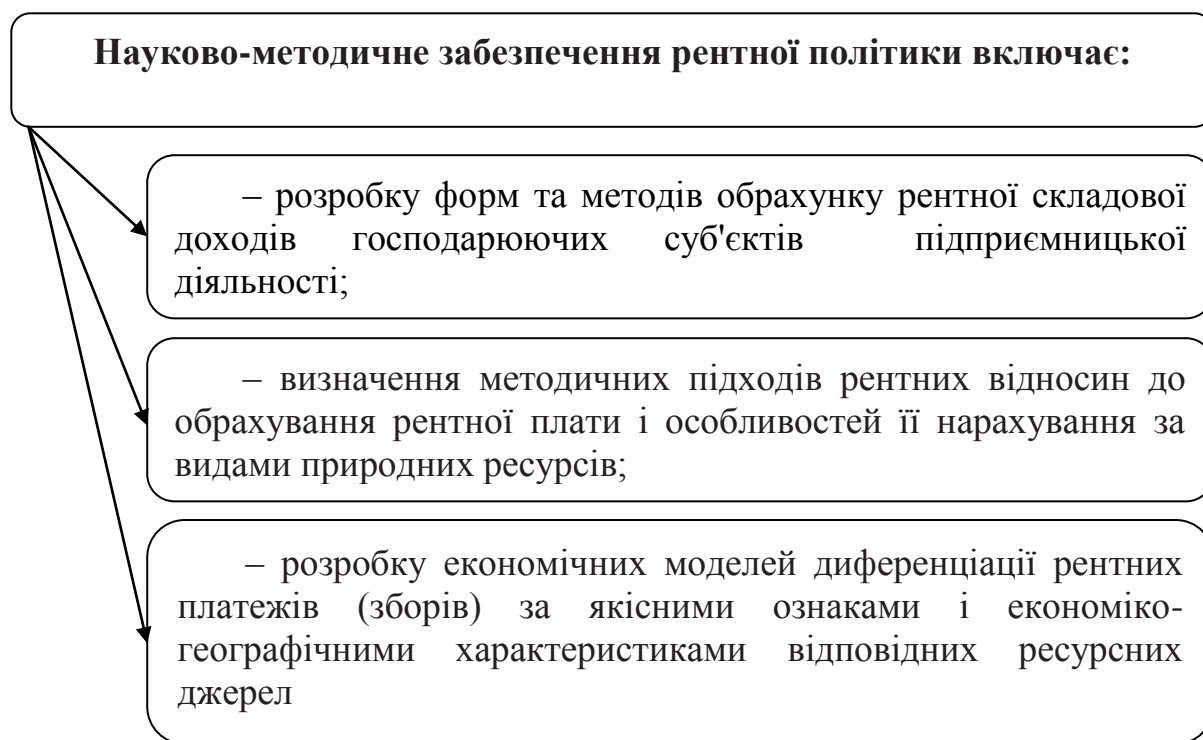 Науково-методичне забезпечення рентної політики включає:
– розробку форм та методів обрахунку рентної складової
доходів господарюючих суб'єктів підприємницької
діяльності;
– визначення методичних підходів рентних відносин до
обрахування рентної плати і особливостей її нарахування за
видами природних ресурсів;
– розробку економічних моделей диференціації рентних
платежів (зборів) за якісними ознаками і економіко-
географічними характеристиками відповідних ресурсних
джерел